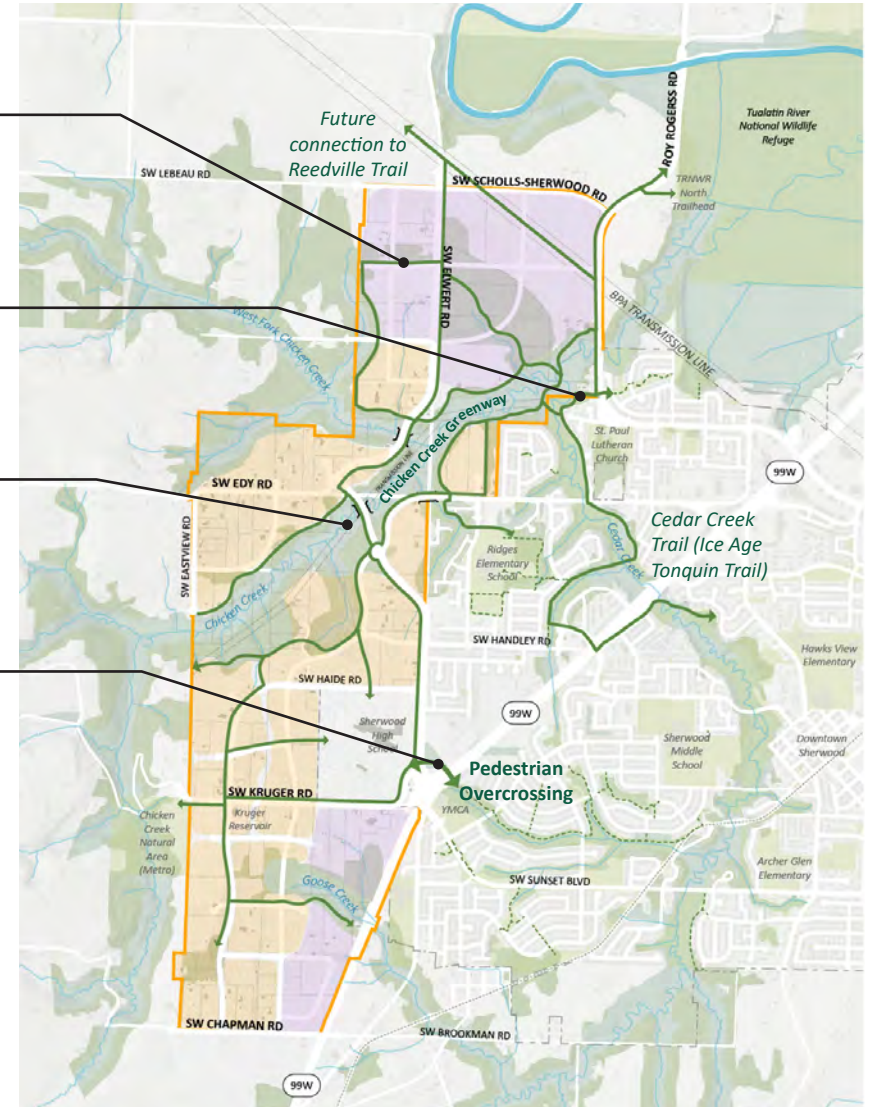 Future
connection to
Reedville Trail
ROY ROGERSS RD
Tualatin River
National Wildlife
Refuge
SW LEBEAU RD
SW SCHOLLS-SHERWOOD RD
TRNWR
North
Trailhead
SW ELWERT RD
BPA TRANSMISSION LINE
West Fork Chicken Creek
Chicken Creek Greenway
TRANSMISSION LINE
St. Paul
Lutheran
Church
99W
SW EDY RD
SW EASTVIEW RD
Cedar Creek
Cedar Creek
Trail (Ice Age
Tonquin Trail)
Ridges
Elementary
School
Chicken Creek
SW HANDLEY RD
Hawks View
Elementary
SW HAIDE RD
99W
Sherwood
High
School
Sherwood
Middle
School
Downtown
Sherwood
Pedestrian
Overcrossing
SW KRUGER RD
YMCA
Chicken
Creek
Natural
Area
(Metro)
Kruger
Reservoir
Archer Glen
Elementary
Goose Creek
SW SUNSET BLVD
SW CHAPMAN RD
SW BROOKMAN RD
99W